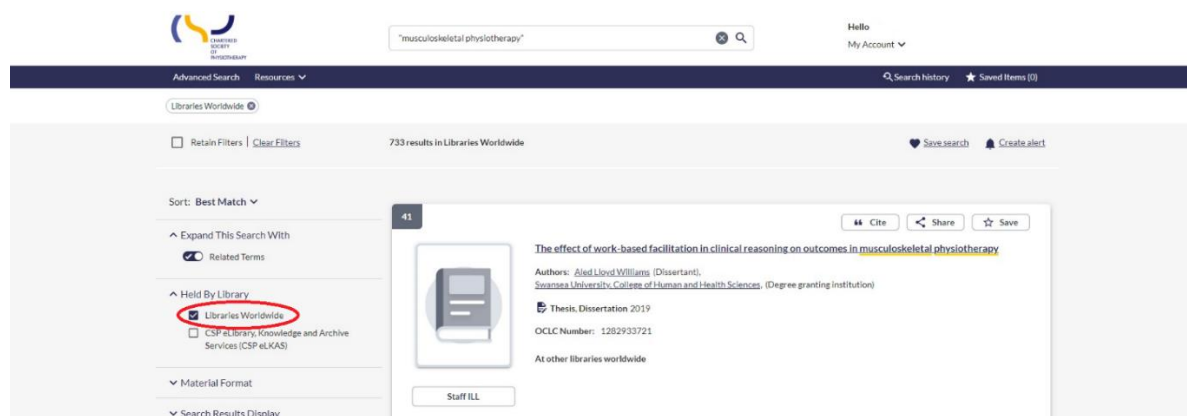 CHARTERED
SOCIETY
OF
PHYSIOTHERAPY
"musculoskeletal physiotherapy"
Hello
My Account
Advanced Search Resources
Search history Saved Items (0)
Libraries Worldwide
Retain Filters | Clear Filters
733 results in Libraries Worldwide
Save search Create alert
Sort: Best Match
Expand This Search With
Related Terms
Held By Library
Libraries Worldwide
CSP eLibrary, Knowledge and Archive
Services (CSP eLKAS)
Material Format
Search Results Display
41
Cite Share Save
The effect of work-based facilitation in clinical reasoning on outcomes in musculoskeletal physiotherapy
Authors: Aled Lloyd Williams (Dissertant),
Swansea University, College of Human and Health Sciences, (Degree granting institution)
Thesis, Dissertation 2019
OCLC Number: 1282933721
At other libraries worldwide
Staff ILL